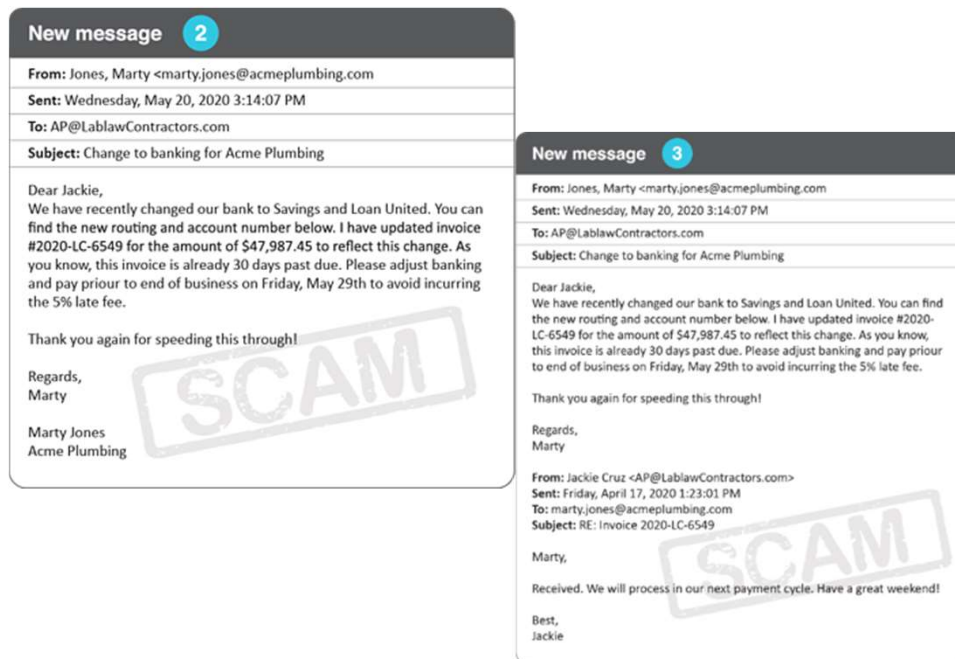 New message 2
From: Jones, Marty <marty.jones@acmeplumbing.com
Sent: Wednesday, May 20, 2020 3:14:07 PM
To: AP@LablawContractors.com
Subject: Change to banking for Acme Plumbing
Dear Jackie,
We have recently changed our bank to Savings and Loan United. You can
find the new routing and account number below. I have updated invoice
#2020-LC-6549 for the amount of $47,987.45 to reflect this change. As
you know, this invoice is already 30 days past due. Please adjust banking
and pay priour to end of business on Friday, May 29th to avoid incurring
the 5% late fee.
Thank you again for speeding this through!
Regards,
Marty
Marty Jones
Acme Plumbing
SCAM
New message 3
From: Jones, Marty <marty.jones@acmeplumbing.com
Sent: Wednesday, May 20, 2020 3:14:07 PM
To: AP@LablawContractors.com
Subject: Change to banking for Acme Plumbing
Dear Jackie,
We have recently changed our bank to Savings and Loan United. You can find
the new routing and account number below. I have updated invoice #2020-
LC-6549 for the amount of $47,987.45 to reflect this change. As you know,
this invoice is already 30 days past due. Please adjust banking and pay priour
to end of business on Friday, May 29th to avoid incurring the 5% late fee.
Thank you again for speeding this through!
Regards,
Marty
From: Jackie Cruz <AP@LablawContractors.com>
Sent: Friday, April 17, 2020 1:23:01 PM
To: marty.jones@acmeplumbing.com
Subject: RE: Invoice 2020-LC-6549
Marty,
Received. We will process in our next payment cycle. Have a great weekend!
Best,
Jackie
SCAM